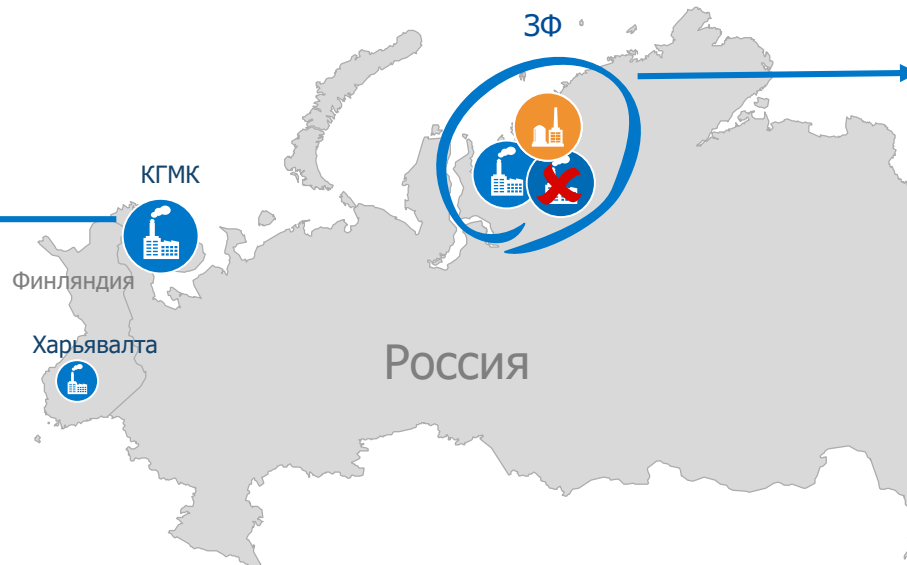 ЗФ
КГМК
Финляндия
Харьявалта
Россия